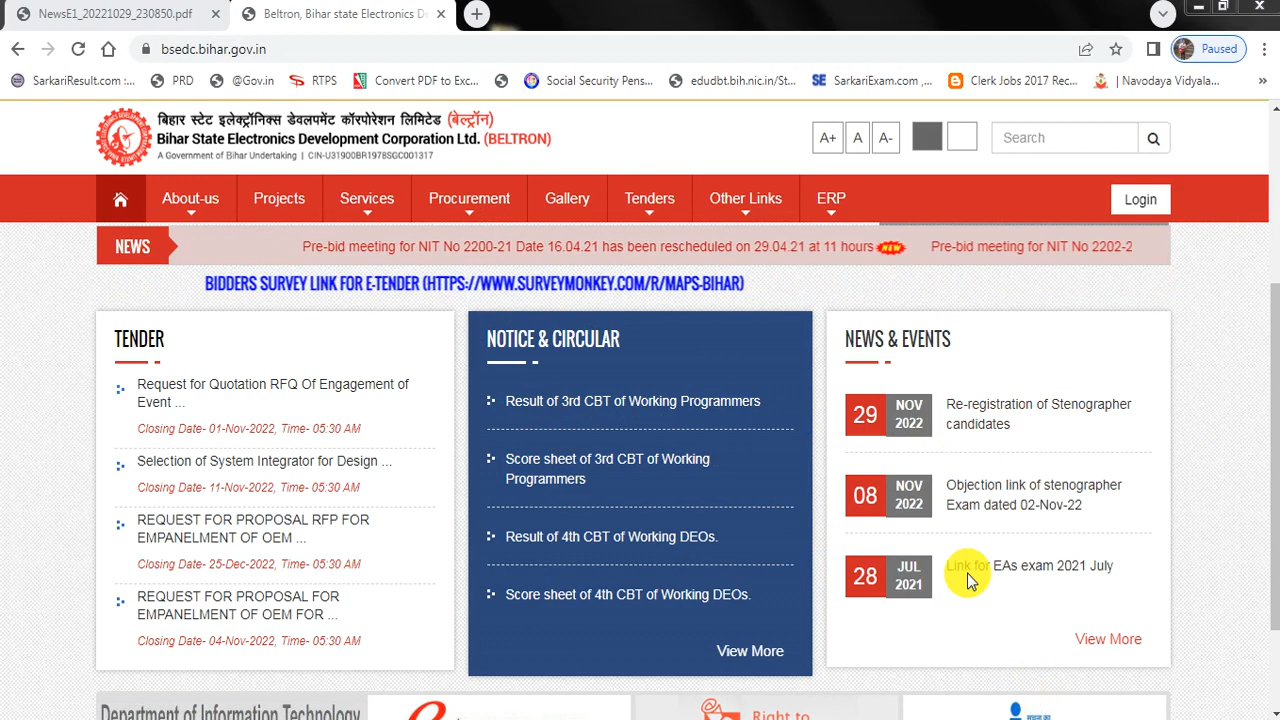 NewsE1_20221029_230850.pdf
Beltron, Bihar state Electronics D
bsedc.bihar.gov.in
Paused
SarkariResult.com :...
PRD
@Gov.in
RTPS
Convert PDF to Exc...
Social Security Pens...
edudbt.bih.nic.in/St...
SarkariExam.com ,...
Clerk Jobs 2017 Rec...
| Navodaya Vidyala...
बिहार स्टेट इलेक्ट्रॉनिक्स डेवलपमेंट कॉरपोरेशन लिमिटेड (बेल्ट्रॉन)
Bihar State Electronics Development Corporation Ltd. (BELTRON)
A Government of Bihar Undertaking | CIN-U31900BR1978SGC001317
A+ A A-
Search
About-us Projects Services Procurement Gallery Tenders Other Links ERP
Login
NEWS
Pre-bid meeting for NIT No 2200-21 Date 16.04.21 has been rescheduled on 29.04.21 at 11 hours NEW Pre-bid meeting for NIT No 2202-2
BIDDERS SURVEY LINK FOR E-TENDER (HTTPS://WWW.SURVEYMONKEY.COM/R/MAPS-BIHAR)
TENDER
Request for Quotation RFQ Of Engagement of
Event ...
Closing Date- 01-Nov-2022, Time- 05:30 AM
Selection of System Integrator for Design ...
Closing Date- 11-Nov-2022, Time- 05:30 AM
REQUEST FOR PROPOSAL RFP FOR
EMPANELMENT OF OEM ...
Closing Date- 25-Dec-2022, Time- 05:30 AM
REQUEST FOR PROPOSAL FOR
EMPANELMENT OF OEM FOR ...
Closing Date- 04-Nov-2022, Time- 05:30 AM
NOTICE & CIRCULAR
Result of 3rd CBT of Working Programmers
Score sheet of 3rd CBT of Working
Programmers
Result of 4th CBT of Working DEOs.
Score sheet of 4th CBT of Working DEOs.
View More
NEWS & EVENTS
29 NOV 2022
Re-registration of Stenographer
candidates
08 NOV 2022
Objection link of stenographer
Exam dated 02-Nov-22
28 JUL 2021
Link for EAs exam 2021 July
View More
Department of Information Technology
Right to